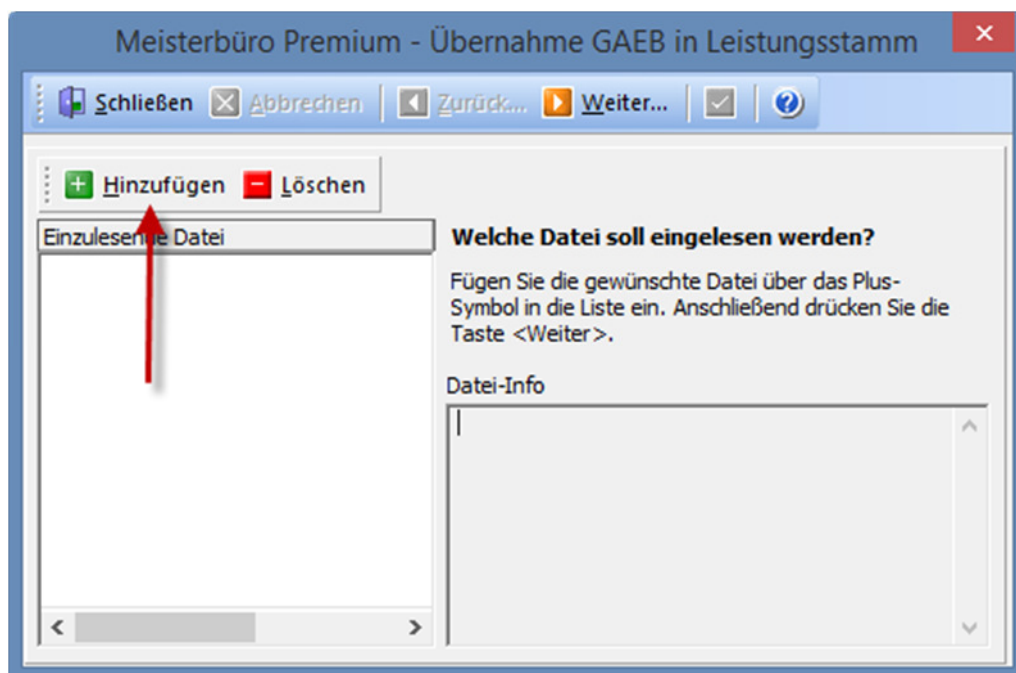 Meisterbüro Premium - Übernahme GAEB in Leistungsstamm
Schließen Abbrechen Zurück... Weiter...
Hinzufügen Löschen
Einzulesende Datei
Welche Datei soll eingelesen werden?
Fügen Sie die gewünschte Datei über das Plus-
Symbol in die Liste ein. Anschließend drücken Sie die
Taste <Weiter>.
Datei-Info